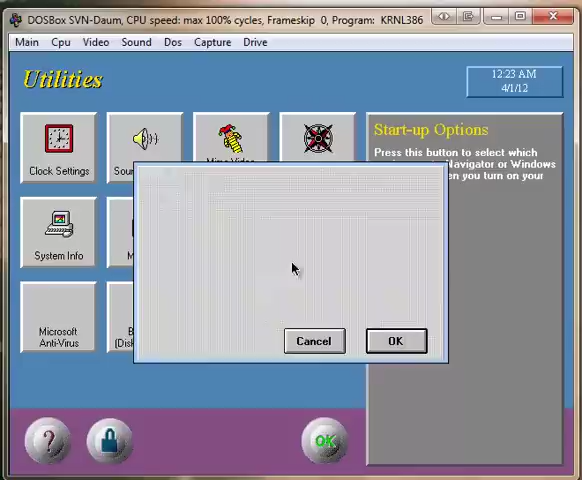 DOSBox SVN-Daum, CPU speed: max 100% cycles, Frameskip 0, Program: KRNL386
Main Cpu Video Sound Dos Capture Drive
Utilities
12:23 AM
4/1/12
Start-up Options
Press this button to select which
Navigator or Windows
en you turn on your
Clock Settings
Sou
System Info
M
Microsoft
Anti-Virus
B
(Disk
Cancel
OK
?
OK